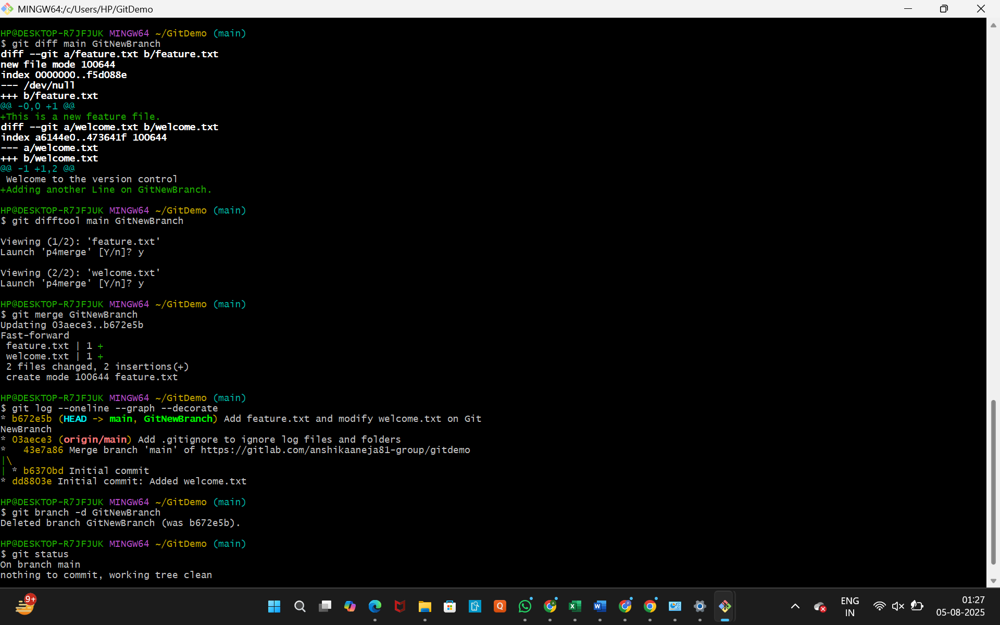 MINGW64:/c/Users/HP/GitDemo
HP@DESKTOP-R7JFJUK MINGW64 ~/GitDemo (main)
$ git diff main GitNewBranch
diff --git a/feature.txt b/feature.txt
new file mode 100644
index 0000000..f5d088e
--- /dev/null
+++ b/feature.txt
@@ -0,0 +1 @@
+This is a new feature file.
diff --git a/welcome.txt b/welcome.txt
index a6144e0..473641f 100644
--- a/welcome.txt
+++ b/welcome.txt
@@ -1 +1,2 @@
 Welcome to the version control
+Adding another Line on GitNewBranch.
HP@DESKTOP-R7JFJUK MINGW64 ~/GitDemo (main)
$ git difftool main GitNewBranch
Viewing (1/2): 'feature.txt'
Launch 'p4merge' [Y/n]? y
Viewing (2/2): 'welcome.txt'
Launch 'p4merge' [Y/n]? y
HP@DESKTOP-R7JFJUK MINGW64 ~/GitDemo (main)
$ git merge GitNewBranch
Updating 03aece3..b672e5b
Fast-forward
 feature.txt | 1 +
 welcome.txt | 1 +
 2 files changed, 2 insertions(+)
 create mode 100644 feature.txt
HP@DESKTOP-R7JFJUK MINGW64 ~/GitDemo (main)
$ git log --oneline --graph --decorate
* b672e5b (HEAD -> main, GitNewBranch) Add feature.txt and modify welcome.txt on Git
NewBranch
* 03aece3 (origin/main) Add .gitignore to ignore log files and folders
*   43e7a86 Merge branch 'main' of https://gitlab.com/anshikaaneja81-group/gitdemo
|\
| * b6370bd Initial commit
* dd8803e Initial commit: Added welcome.txt
HP@DESKTOP-R7JFJUK MINGW64 ~/GitDemo (main)
$ git branch -d GitNewBranch
Deleted branch GitNewBranch (was b672e5b).
HP@DESKTOP-R7JFJUK MINGW64 ~/GitDemo (main)
$ git status
On branch main
nothing to commit, working tree clean
9+
ENG
IN
01:27
05-08-2025